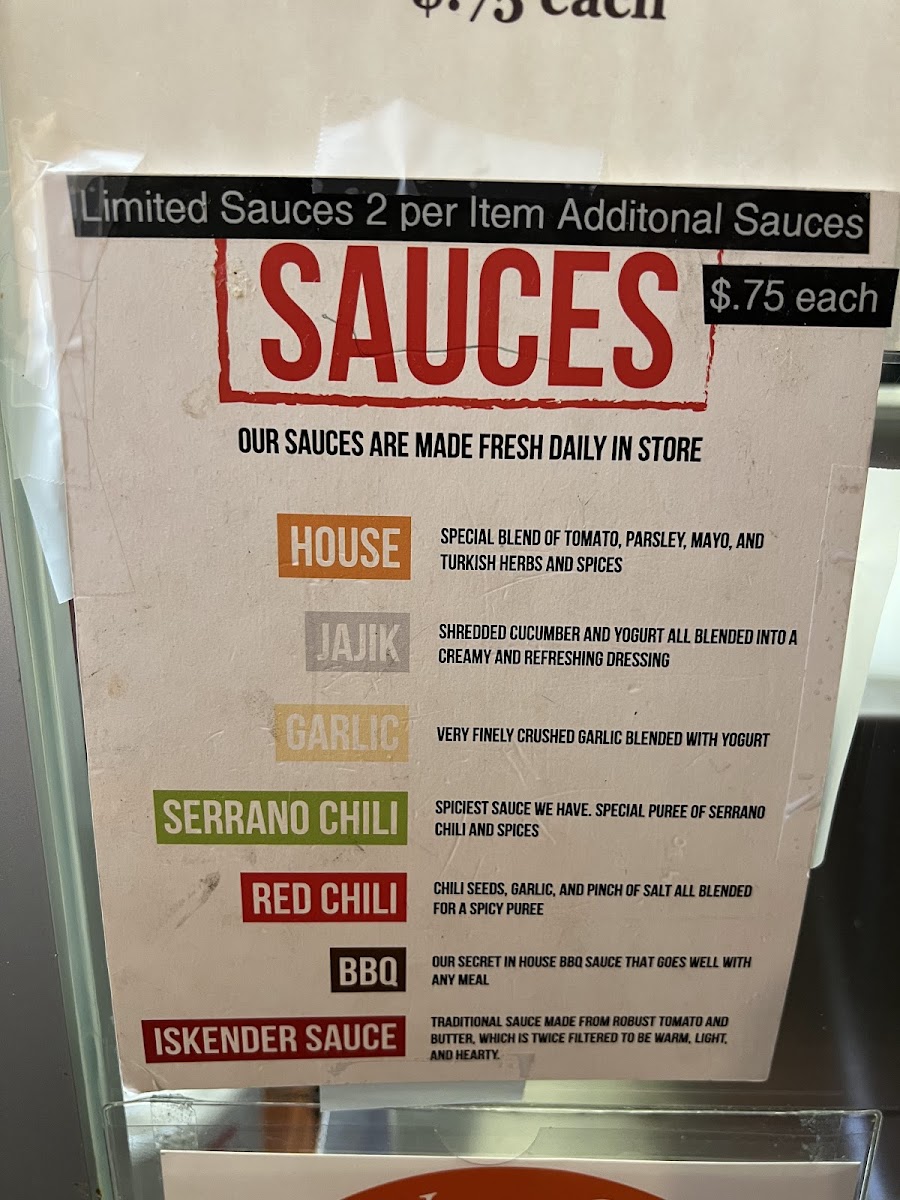 $.75 each
Limited Sauces 2 per Item Additonal Sauces
$.75 each
SAUCES
OUR SAUCES ARE MADE FRESH DAILY IN STORE
HOUSE
SPECIAL BLEND OF TOMATO, PARSLEY, MAYO, AND
TURKISH HERBS AND SPICES
JAJIK
SHREDDED CUCUMBER AND YOGURT ALL BLENDED INTO A
CREAMY AND REFRESHING DRESSING
GARLIC
VERY FINELY CRUSHED GARLIC BLENDED WITH YOGURT
SERRANO CHILI
SPICIEST SAUCE WE HAVE. SPECIAL PUREE OF SERRANO
CHILI AND SPICES
RED CHILI
CHILI SEEDS, GARLIC, AND PINCH OF SALT ALL BLENDED
FOR A SPICY PUREE
BBQ
OUR SECRET IN HOUSE BBQ SAUCE THAT GOES WELL WITH
ANY MEAL
ISKENDER SAUCE
TRADITIONAL SAUCE MADE FROM ROBUST TOMATO AND
BUTTER, WHICH IS TWICE FILTERED TO BE WARM, LIGHT,
AND HEARTY.